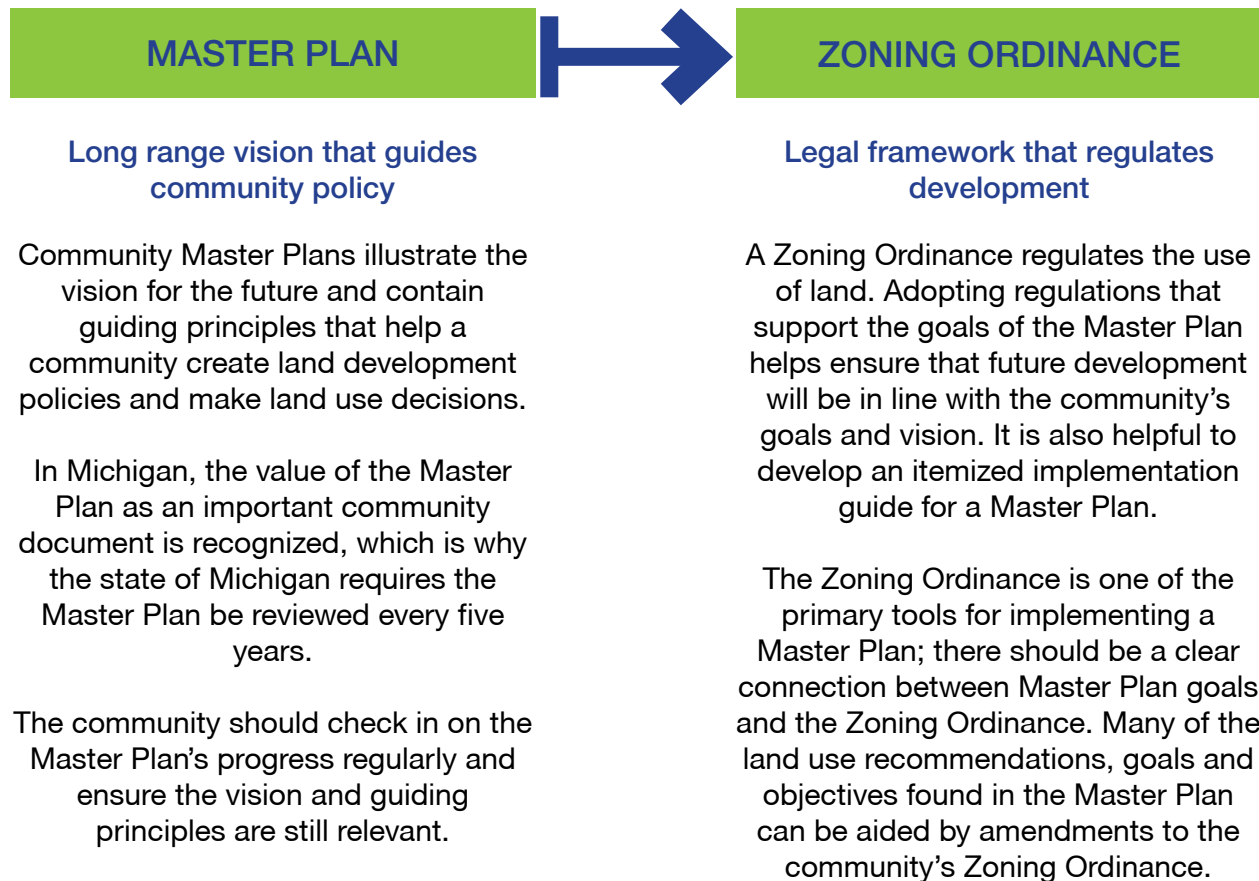 MASTER PLAN
Long range vision that guides
community policy
Community Master Plans illustrate the
vision for the future and contain
guiding principles that help a
community create land development
policies and make land use decisions.
In Michigan, the value of the Master
Plan as an important community
document is recognized, which is why
the state of Michigan requires the
Master Plan be reviewed every five
years.
The community should check in on the
Master Plan’s progress regularly and
ensure the vision and guiding
principles are still relevant.
ZONING ORDINANCE
Legal framework that regulates
development
A Zoning Ordinance regulates the use
of land. Adopting regulations that
support the goals of the Master Plan
helps ensure that future development
will be in line with the community’s
goals and vision. It is also helpful to
develop an itemized implementation
guide for a Master Plan.
The Zoning Ordinance is one of the
primary tools for implementing a
Master Plan; there should be a clear
connection between Master Plan goals
and the Zoning Ordinance. Many of the
land use recommendations, goals and
objectives found in the Master Plan
can be aided by amendments to the
community’s Zoning Ordinance.